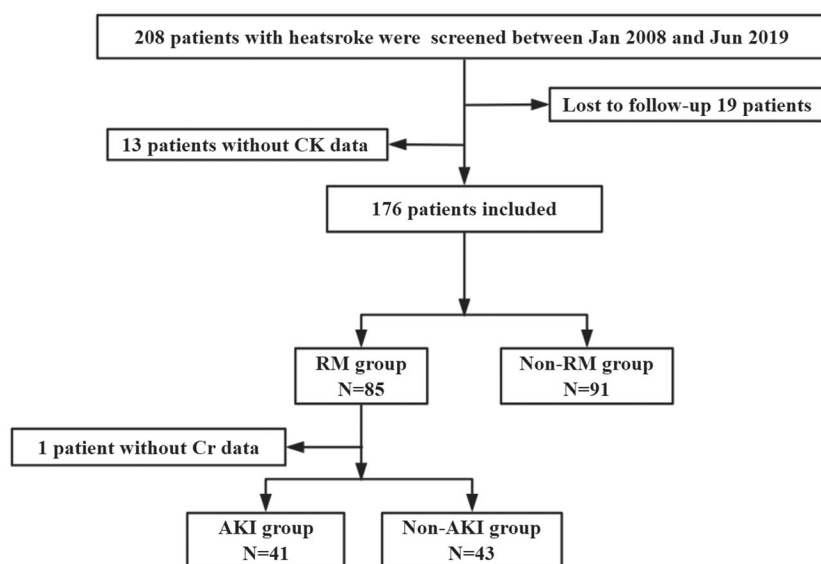 208 patients with heatsroke were screened between Jan 2008 and Jun 2019
Lost to follow-up 19 patients
13 patients without CK data
176 patients included
RM group
N=85
Non-RM group
N=91
1 patient without Cr data
AKI group
N=41
Non-AKI group
N=43